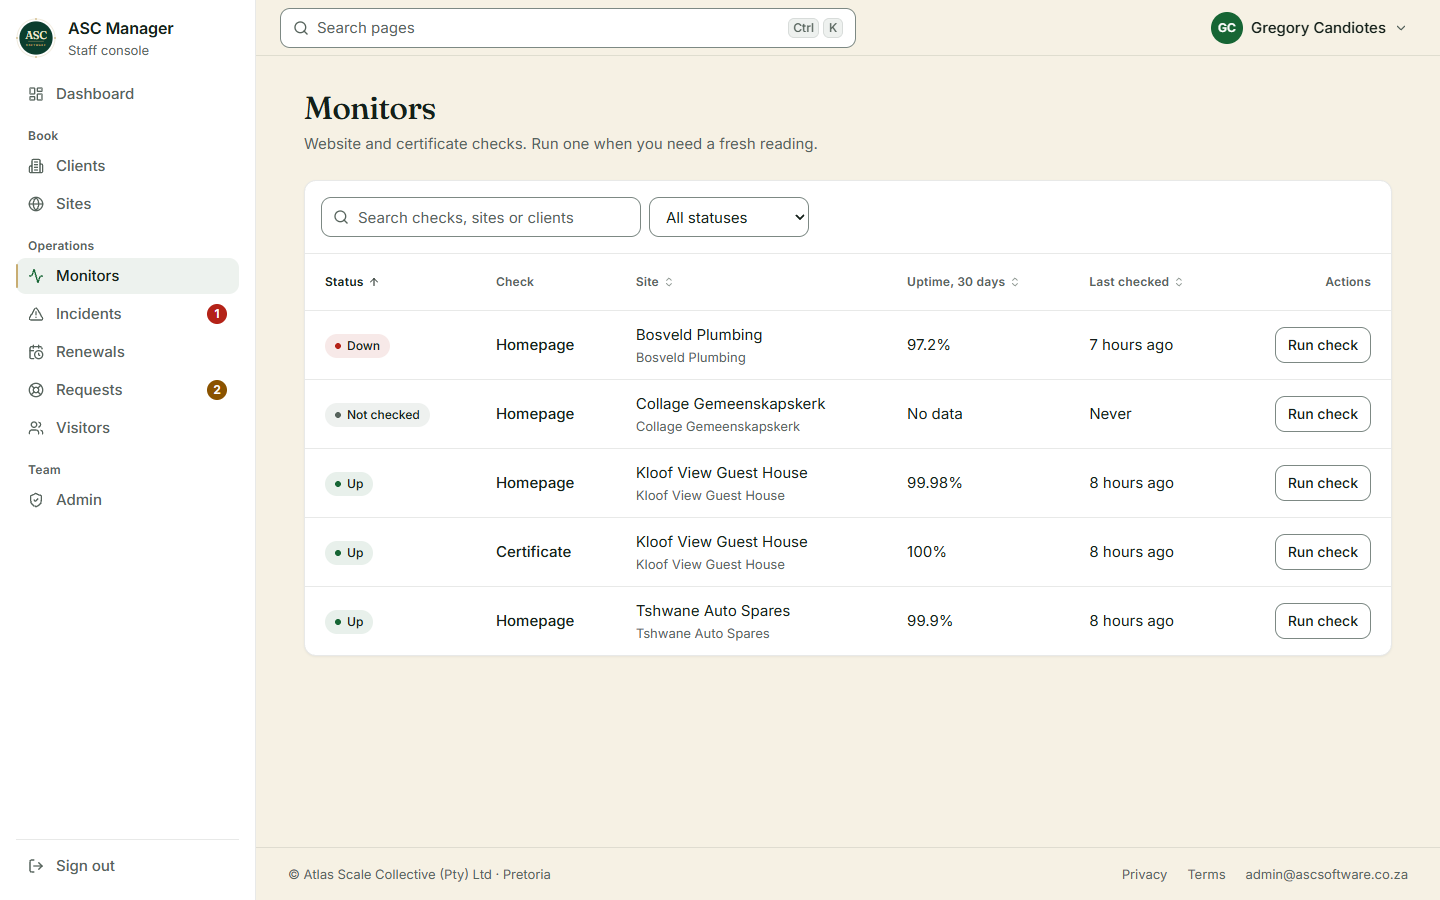 ASC
SOFTWARE
ASC Manager
Staff console
Dashboard
Book
Clients
Sites
Operations
Monitors
Incidents 1
Renewals
Requests 2
Visitors
Team
Admin
Sign out
Search pages Ctrl K
GC Gregory Candiotes
Monitors
Website and certificate checks. Run one when you need a fresh reading.
Search checks, sites or clients All statuses
Status Check Site Uptime, 30 days Last checked Actions
Down Homepage Bosveld Plumbing 97.2% 7 hours ago Run check
Bosveld Plumbing
Not checked Homepage Collage Gemeenskapskerk No data Never Run check
Collage Gemeenskapskerk
Up Homepage Kloof View Guest House 99.98% 8 hours ago Run check
Kloof View Guest House
Up Certificate Kloof View Guest House 100% 8 hours ago Run check
Kloof View Guest House
Up Homepage Tshwane Auto Spares 99.9% 8 hours ago Run check
Tshwane Auto Spares
© Atlas Scale Collective (Pty) Ltd · Pretoria Privacy Terms admin@ascsoftware.co.za